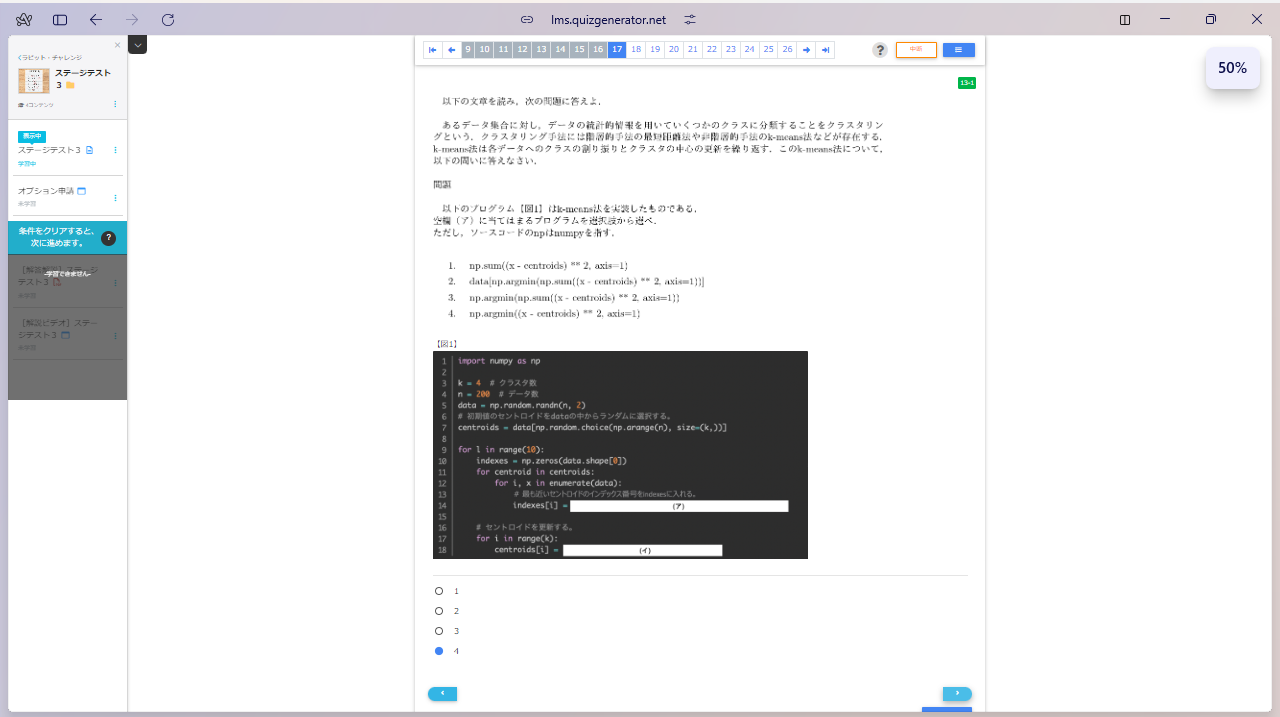 50%
くラビット・チャレンジ
ステージテスト
3
コンテンツ
表示中
ステージテスト３
学習中
オプション申請
未学習
条件をクリアすると、
次に進めます。
?
-学習できません-
ジテスト３
未学習
［解説ビデオ］ステー
ジテスト３
未学習
9 10 11 12 13 14 15 16 17 18 19 20 21 22 23 24 25 26
?
中断
13-1
以下の文章を読み，次の問題に答えよ．
あるデータ集合に対し，データの統計的情報を用いていくつかのクラスに分類することをクラスタリン
グという．クラスタリング手法には階層的手法の最短距離法や非階層的手法のk-means法などが存在する．
k-means法は各データへのクラスの割り振りとクラスタの中心の更新を繰り返す．このk-means法について，
以下の問いに答えなさい．
問題
以下のプログラム【図1】はk-means法を実装したものである．
空欄（ア）に当てはまるプログラムを選択肢から選べ．
ただし，ソースコードのnpはnumpyを指す．
1. np.sum((x - centroids) ** 2, axis=1)
2. data[np.argmin(np.sum((x - centroids) ** 2, axis=1))]
3. np.argmin(np.sum((x - centroids) ** 2, axis=1))
4. np.argmin((x - centroids) ** 2, axis=1)
【図1】
1 import numpy as np
2
3 k = 4 # クラスタ数
4 n = 200 # データ数
5 data = np.random.randn(n, 2)
6 # 初期値のセントロイドをdataの中からランダムに選択する。
7 centroids = data[np.random.choice(np.arange(n), size=(k,))]
8
9 for l in range(10):
10 indexes = np.zeros(data.shape[0])
11 for centroid in centroids:
12 for i, x in enumerate(data):
13 # 最も近いセントロイドのインデックス番号をindexesに入れる。
14 indexes[i] = (ア)
15
16 # セントロイドを更新する。
17 for i in range(k):
18 centroids[i] = (イ)
1
2
3
4